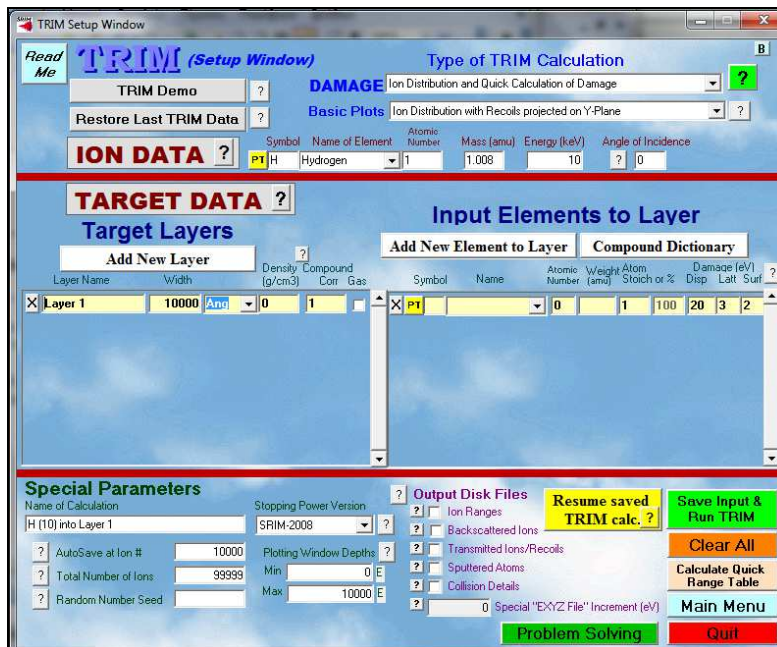 TRIM Setup Window
Read Me
TRIM (Setup Window)
Type of TRIM Calculation
B
TRIM Demo ?
DAMAGE Ion Distribution and Quick Calculation of Damage ?
Restore Last TRIM Data ?
Basic Plots Ion Distribution with Recoils projected on Y-Plane ?
ION DATA ?
Symbol Name of Element Atomic Number Mass (amu) Energy (keV) Angle of Incidence
PT H Hydrogen 1 1.008 10 ? 0
TARGET DATA ?
Target Layers
Input Elements to Layer
Add New Layer ?
Add New Element to Layer
Compound Dictionary
Layer Name Width Density (g/cm3) Compound Corr Gas
Symbol Name Atomic Number Weight (amu) Atom Stoich or % Damage (eV) Disp Latt Surf ?
X Layer 1 10000 Ang 0 1
X PT 0 1 100 20 3 2
Special Parameters
Name of Calculation
H (10) into Layer 1
Stopping Power Version
SRIM-2008 ?
? AutoSave at Ion # 10000
? Total Number of Ions 99999
? Random Number Seed
Plotting Window Depths ?
Min 0 E
Max 10000 E
? Output Disk Files
? Ion Ranges
? Backscattered Ions
? Transmitted Ions/Recoils
? Sputtered Atoms
? Collision Details
? 0 Special "EXYZ File" Increment (eV)
Resume saved TRIM calc. ?
Save Input & Run TRIM
Clear All
Calculate Quick Range Table
Main Menu
Problem Solving
Quit